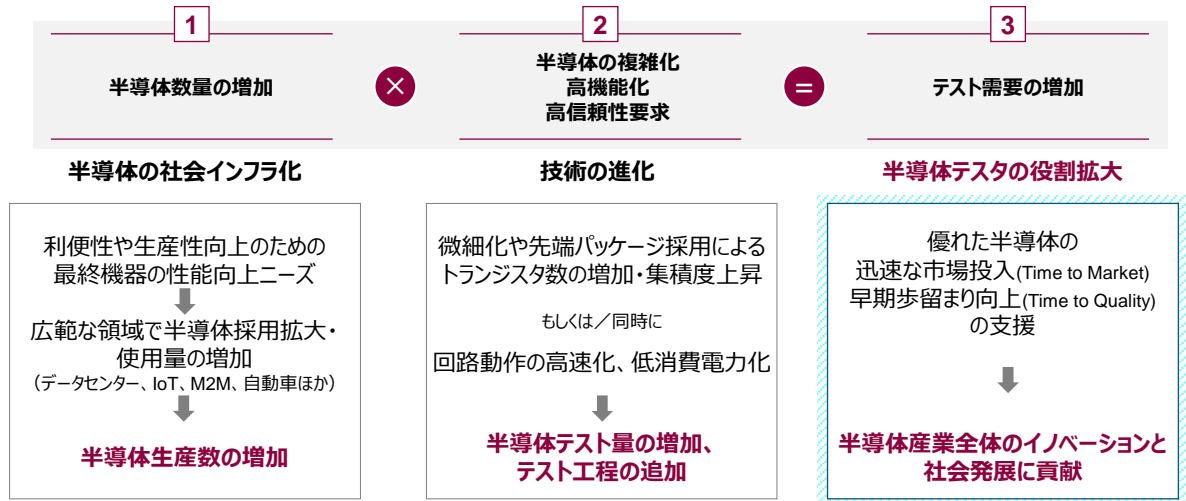 1
半導体数量の増加
×
2
半導体の複雑化
高機能化
高信頼性要求
=
3
テスト需要の増加
半導体の社会インフラ化
利便性や生産性向上のための
最終機器の性能向上ニーズ
広範な領域で半導体採用拡大・
使用量の増加
（データセンター、IoT、M2M、自動車ほか）
半導体生産数の増加
技術の進化
微細化や先端パッケージ採用による
トランジスタ数の増加・集積度上昇
もしくは／同時に
回路動作の高速化、低消費電力化
半導体テスト量の増加、
テスト工程の追加
半導体テスタの役割拡大
優れた半導体の
迅速な市場投入(Time to Market)
早期歩留まり向上(Time to Quality)
の支援
半導体産業全体のイノベーションと
社会発展に貢献